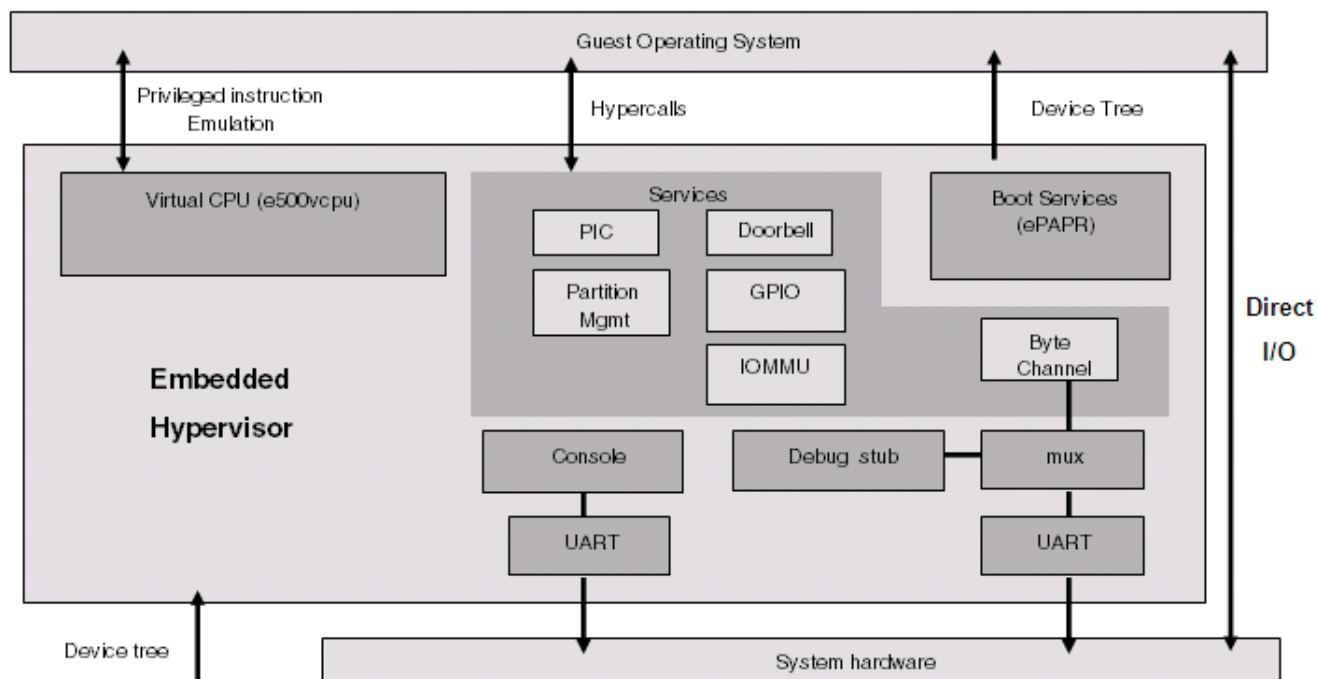 Guest Operating System
Privileged instruction
Emulation
Hypercalls
Device Tree
Virtual CPU (e500vcpu)
Services
Boot Services
(ePAPR)
PIC
Doorbell
Partition
Mgmt
GPIO
IOMMU
Byte
Channel
Direct
I/O
Embedded
Hypervisor
Console
Debug stub
mux
UART
UART
Device tree
System hardware